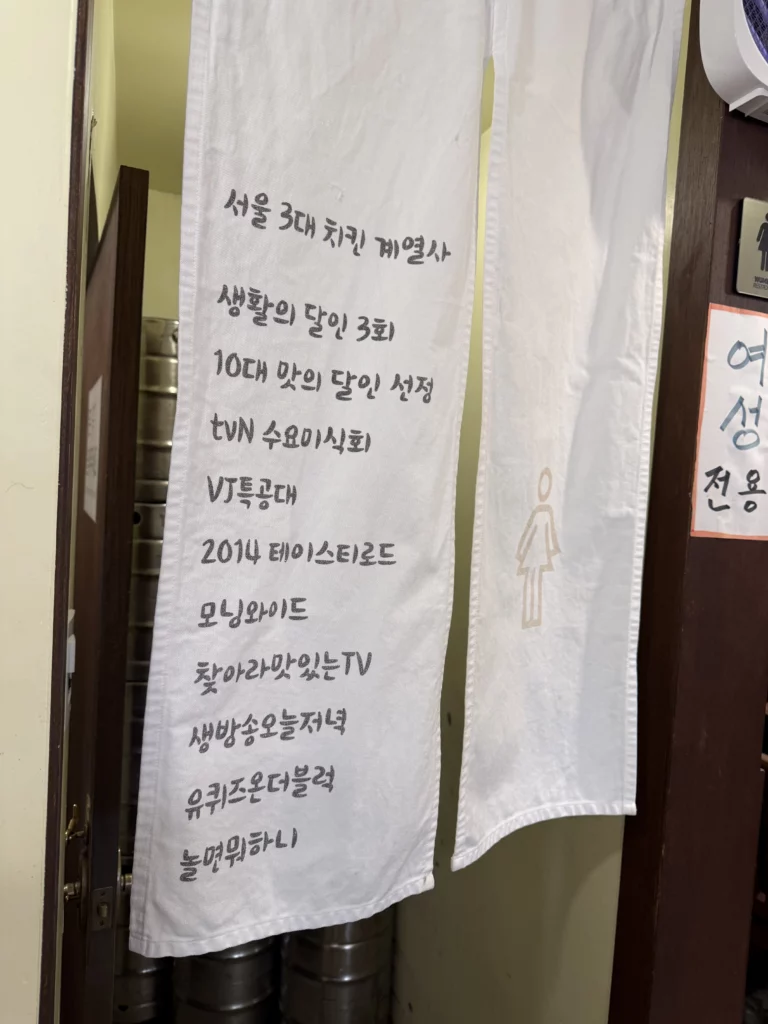 서울 3대 치킨 계열사
생활의 달인 3회
10대 맛의 달인 선정
tvN 수요미식회
VJ특공대
2014 테이스티로드
모닝와이드
찾아라맛있는TV
생방송오늘저녁
유퀴즈온더블럭
놀면뭐하니
여
성
전용